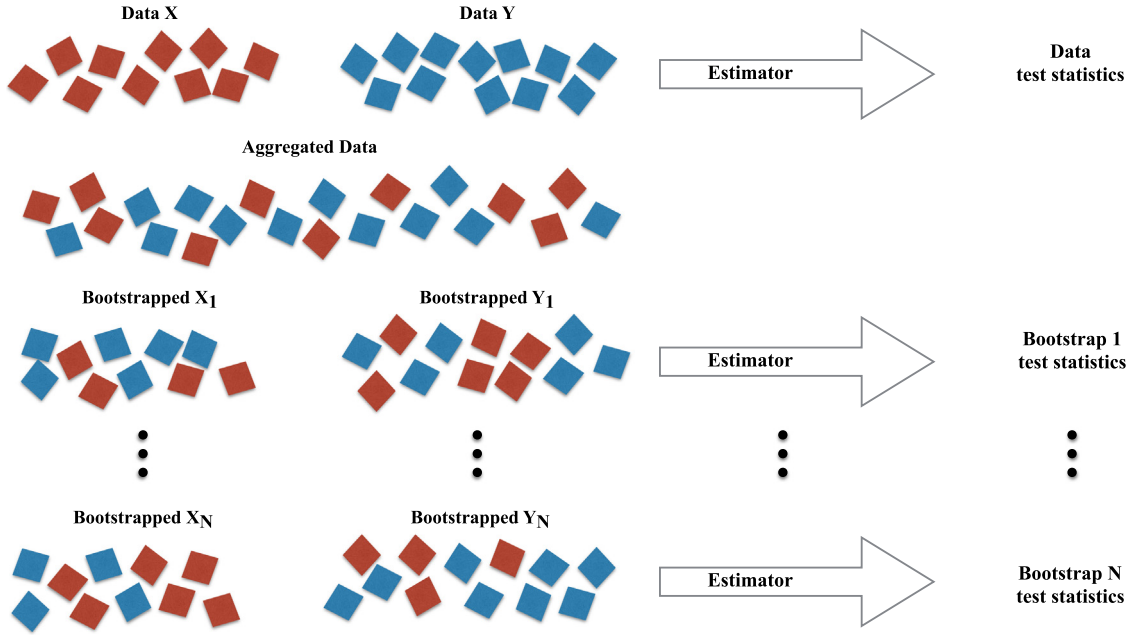 Data X
Data Y
Estimator
Data
test statistics
Aggregated Data
Bootstrapped X1
Bootstrapped Y1
Estimator
Bootstrap 1
test statistics
Bootstrapped XN
Bootstrapped YN
Estimator
Bootstrap N
test statistics